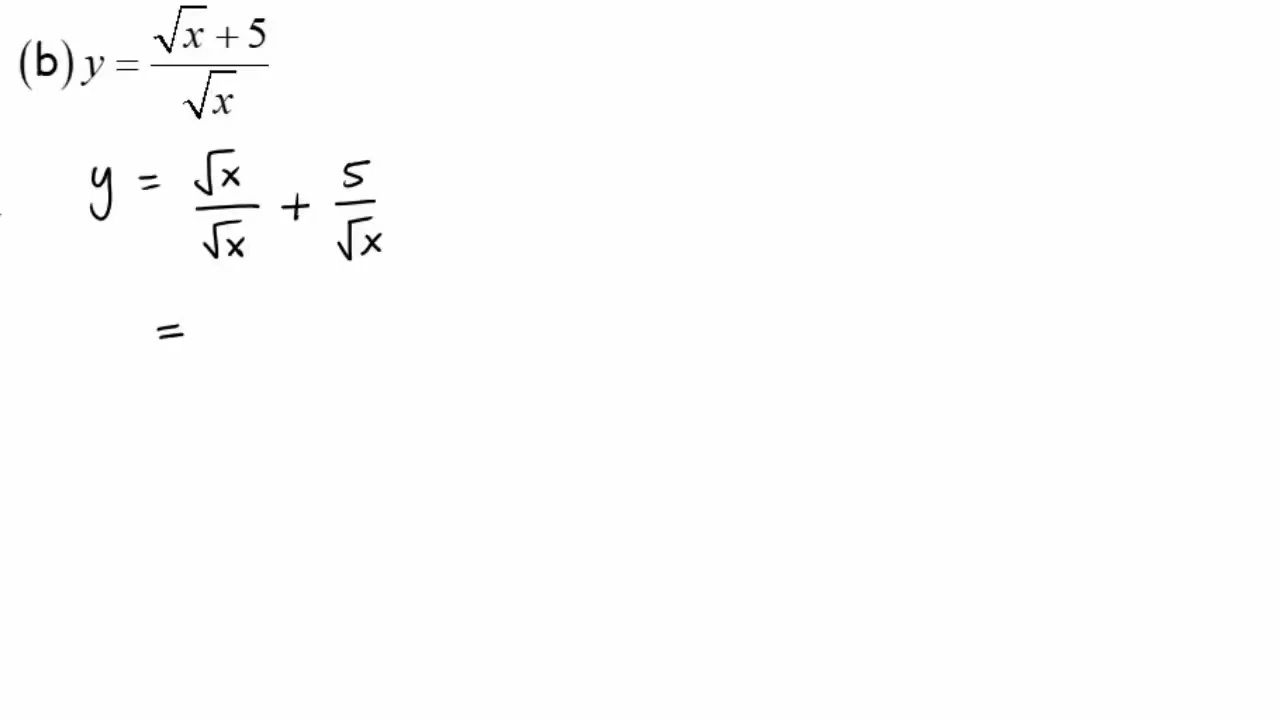 (b) y = (√x + 5)/√x
y = √x/√x + 5/√x
=